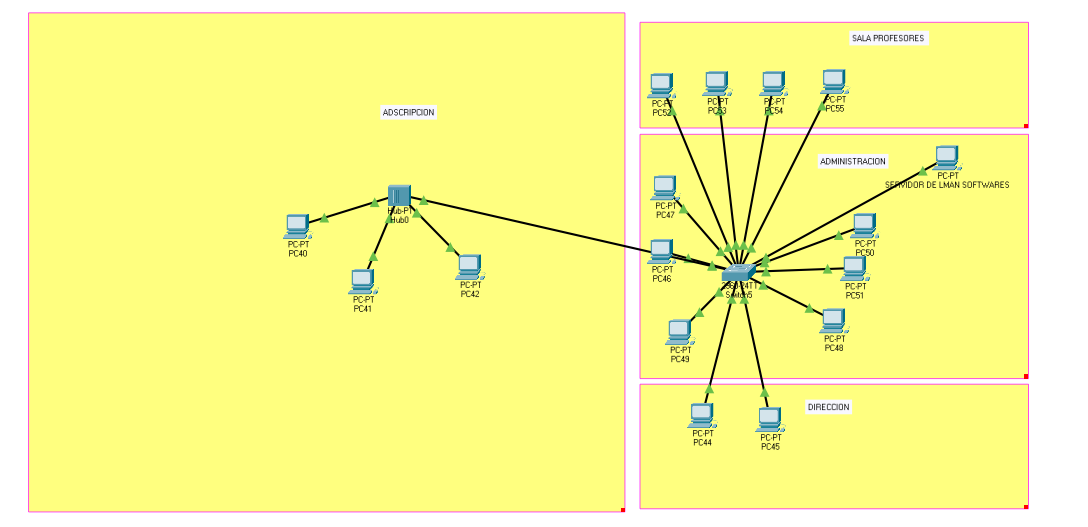 ADSCRIPCION
Hub-PT
Hub0
PC-PT
PC40
PC-PT
PC41
PC-PT
PC42
SALA PROFESORES
PC-PT
PC52
PC-PT
PC53
PC-PT
PC54
PC-PT
PC55
ADMINISTRACION
PC-PT
SERVIDOR DE LMAN SOFTWARES
PC-PT
PC47
PC-PT
PC50
PC-PT
PC46
PC-PT
PC51
2960-24TT
Switch5
PC-PT
PC48
PC-PT
PC49
DIRECCION
PC-PT
PC44
PC-PT
PC45